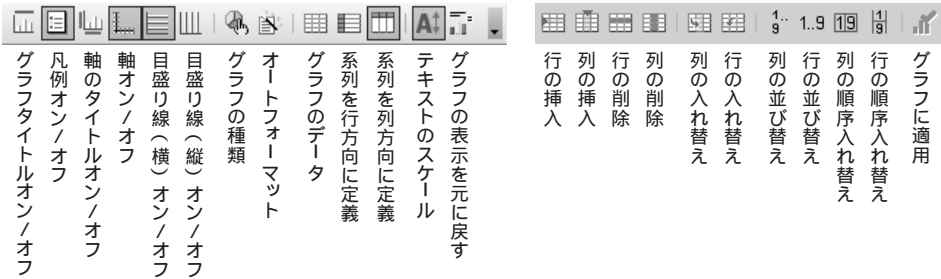 グラフタイトルオン/オフ
凡例オン/オフ
軸のタイトルオン/オフ
軸オン/オフ
目盛り線（横）オン/オフ
目盛り線（縦）オン/オフ
グラフの種類
オートフォーマット
グラフのデータ
系列を行方向に定義
系列を列方向に定義
テキストのスケール
グラフの表示を元に戻す
行の挿入
列の挿入
行の削除
列の削除
列の入れ替え
行の入れ替え
列の並び替え
行の並び替え
列の順序入れ替え
行の順序入れ替え
グラフに適用